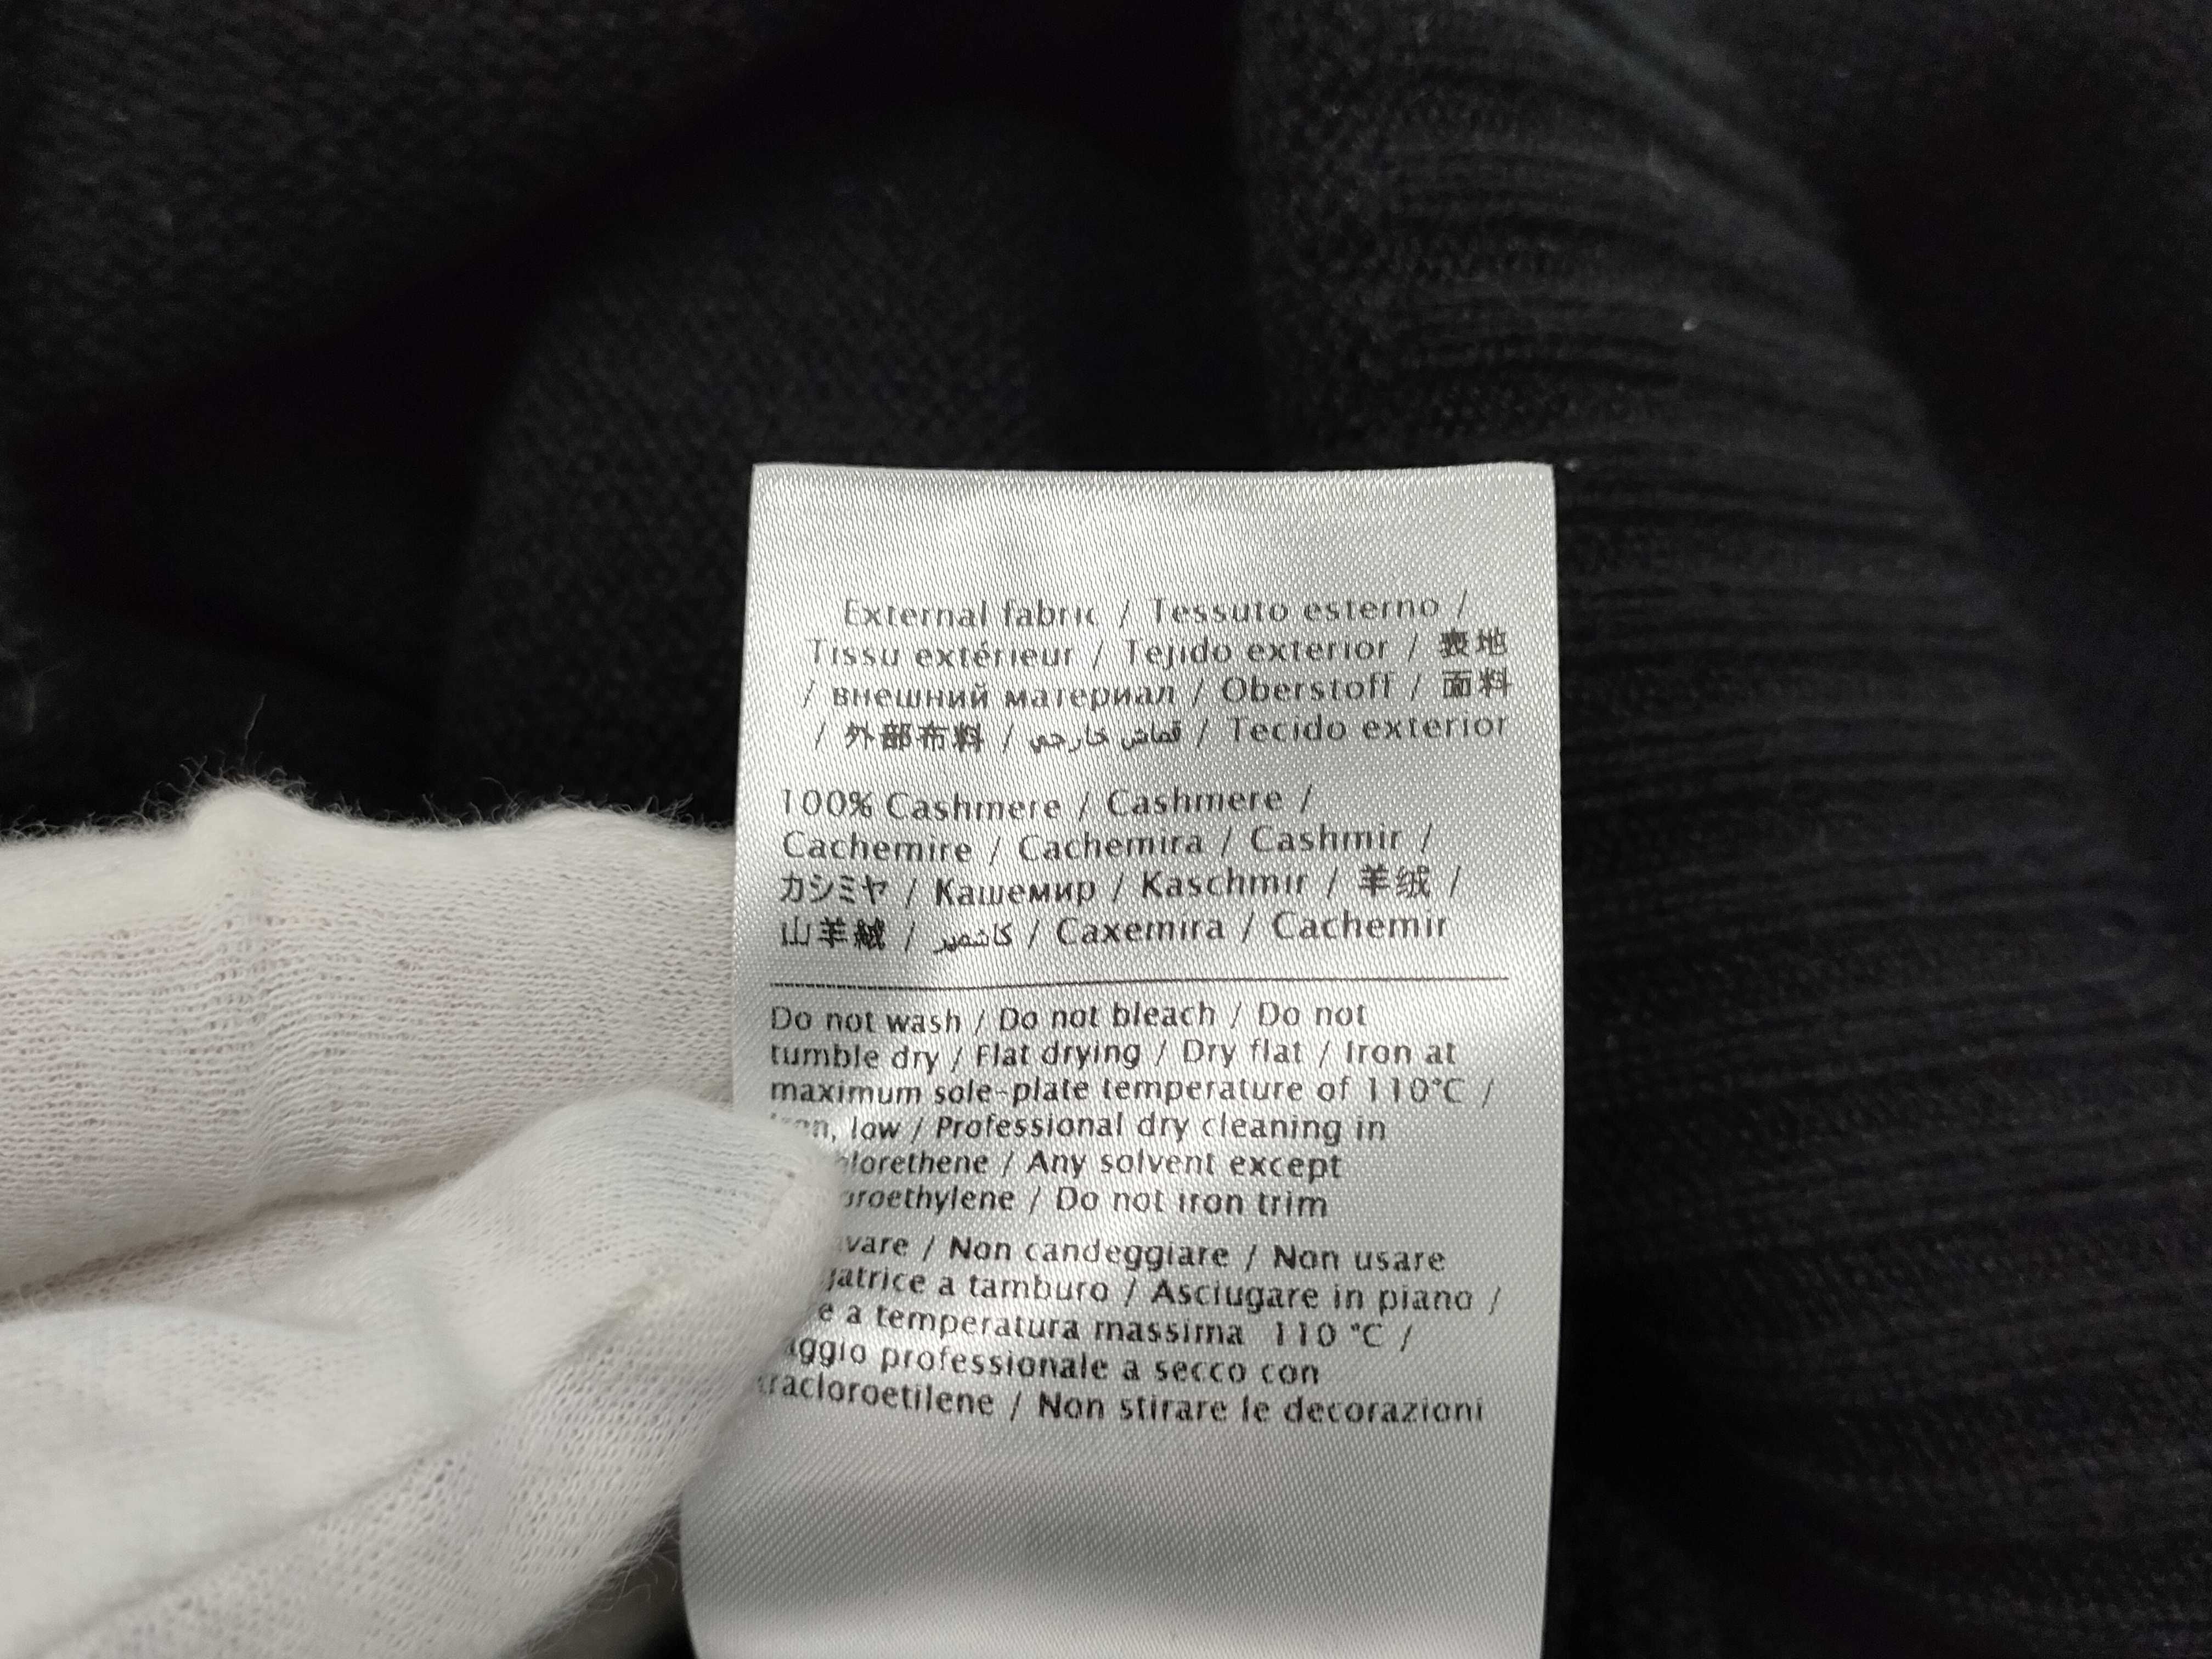 External fabric / Tessuto esterno /
Tissu extérieur / Tejido exterior / 表地
/ внешний материал / Oberstoff / 面料
/ 外部布料 / قماش خارجي / Tecido exterior
100% Cashmere / Cashmere /
Cachemire / Cachemira / Cashmir /
カシミヤ / Кашемир / Kaschmir / 羊绒 /
山羊絨 / كاشمير / Caxemira / Cachemir
Do not wash / Do not bleach / Do not
tumble dry / Flat drying / Dry flat / Iron at
maximum sole-plate temperature of 110°C /
low / Professional dry cleaning in
/ Any solvent except
/ Do not iron trim
/ Non candeggiare / Non usare
a tamburo / Asciugare in piano /
a temperatura massima 110 °C /
professionale a secco con
/ Non stirare le decorazioni